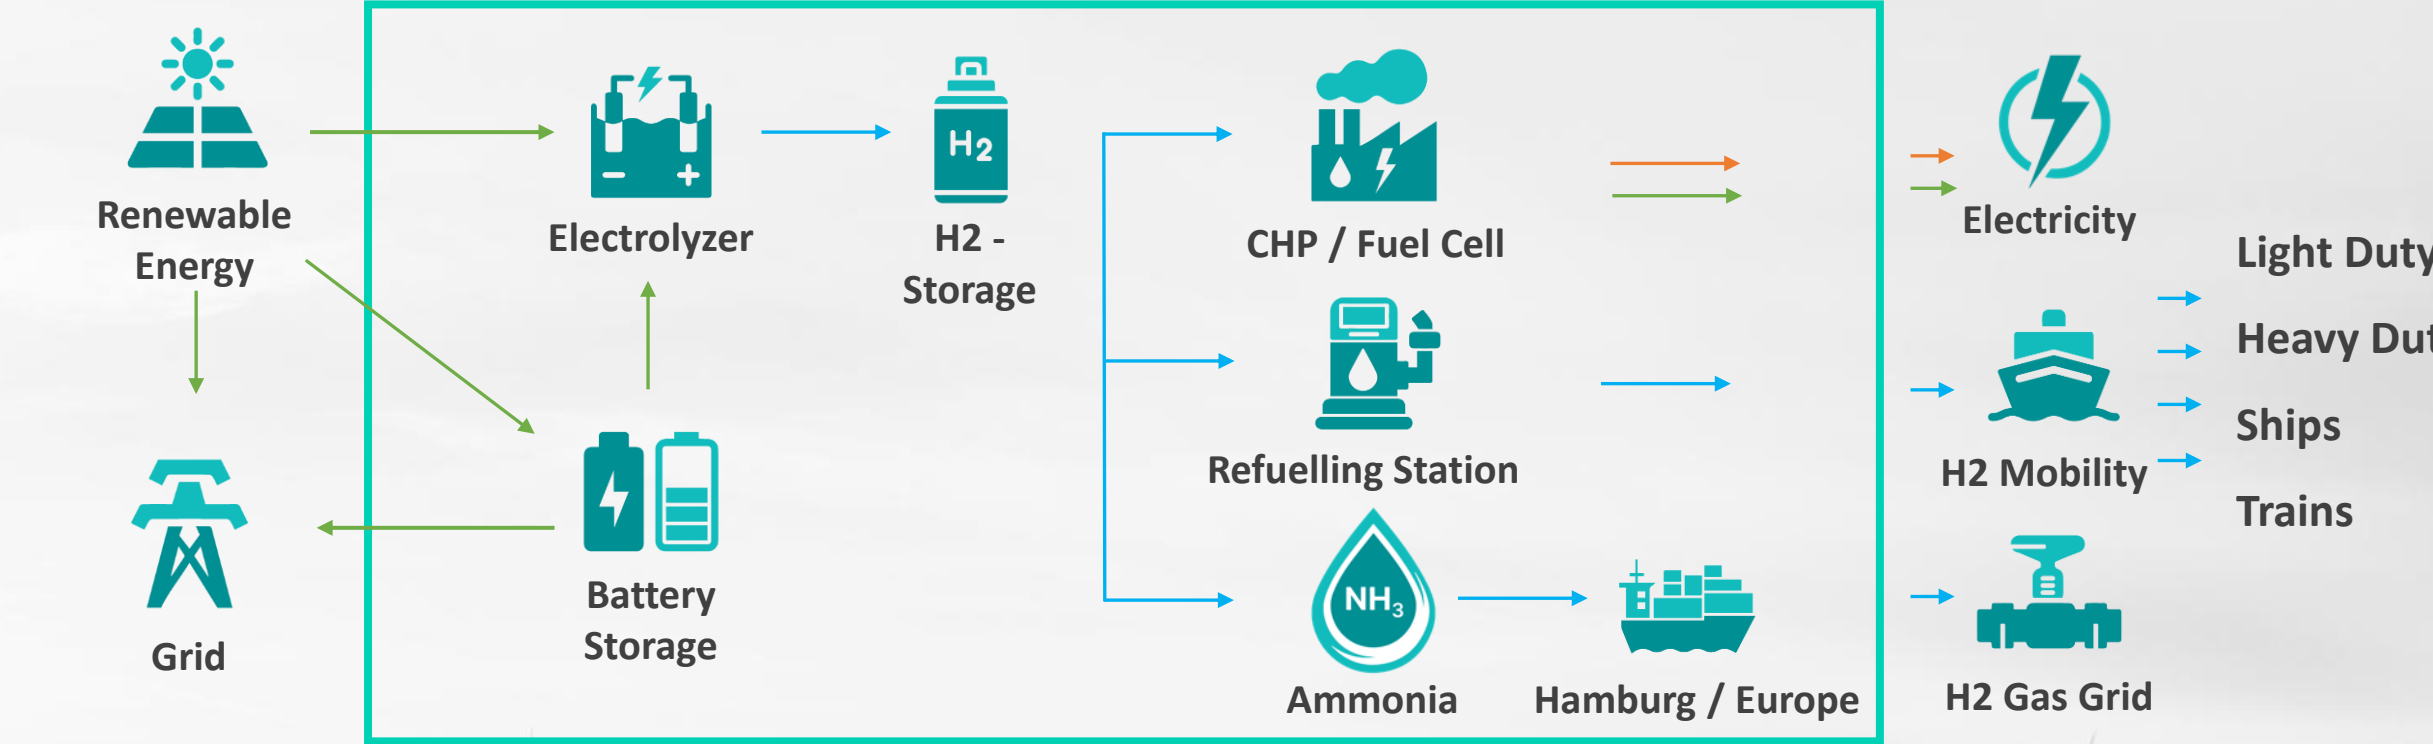 Renewable
Energy
Grid
Electrolyzer
Battery
Storage
H2
H2 -
Storage
CHP / Fuel Cell
Refuelling Station
NH3
Ammonia
Hamburg / Europe
Electricity
H2 Mobility
H2 Gas Grid
Light Duty
Heavy Dut
Ships
Trains